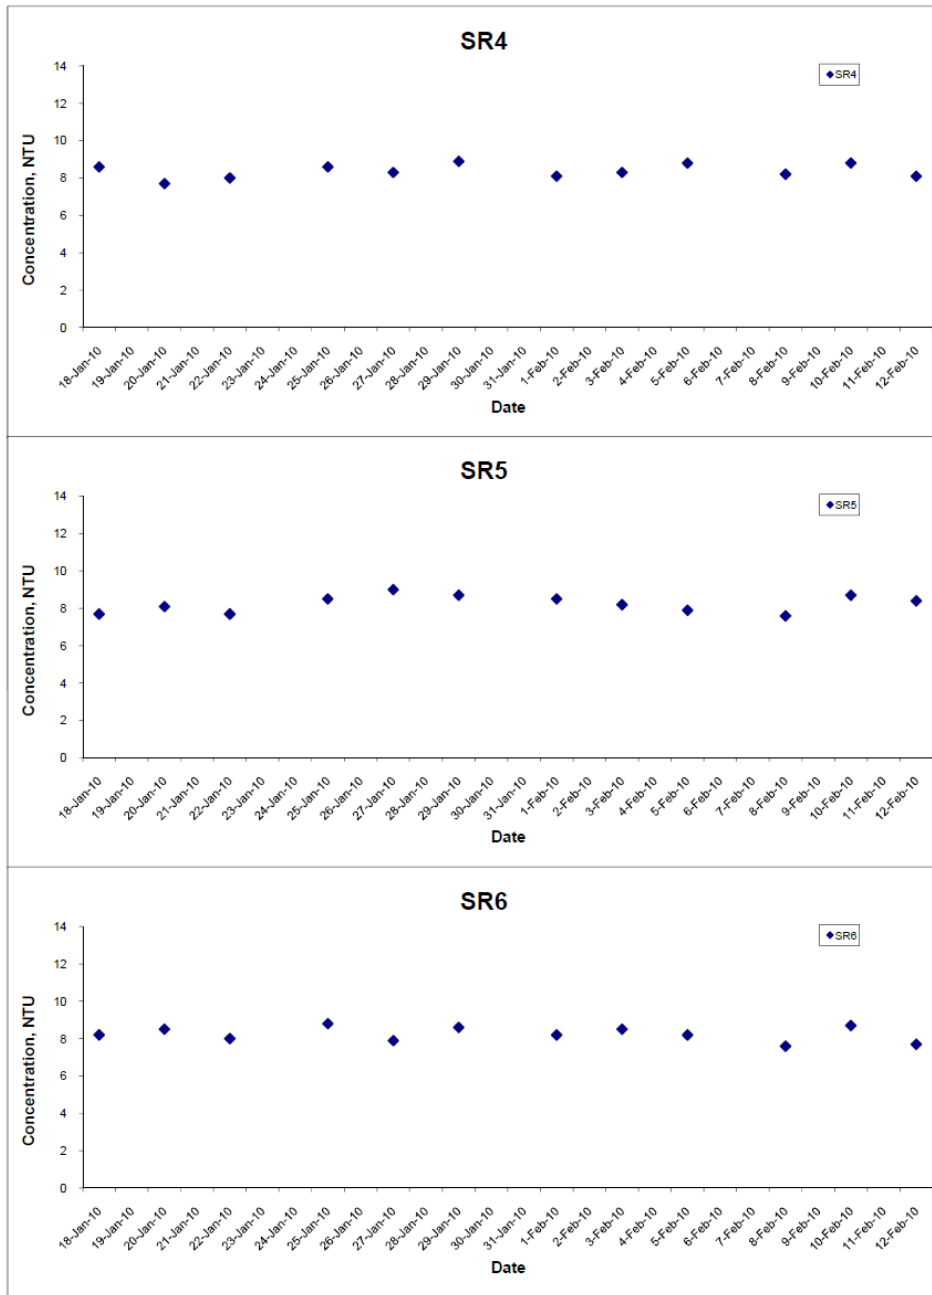 SR4
SR4
Concentration, NTU
14
12
10
8
6
4
2
0
18-Jan-10
19-Jan-10
20-Jan-10
21-Jan-10
22-Jan-10
23-Jan-10
24-Jan-10
25-Jan-10
26-Jan-10
27-Jan-10
28-Jan-10
29-Jan-10
30-Jan-10
31-Jan-10
1-Feb-10
2-Feb-10
3-Feb-10
4-Feb-10
5-Feb-10
6-Feb-10
7-Feb-10
8-Feb-10
9-Feb-10
10-Feb-10
11-Feb-10
12-Feb-10
Date
SR5
SR5
Concentration, NTU
14
12
10
8
6
4
2
0
18-Jan-10
19-Jan-10
20-Jan-10
21-Jan-10
22-Jan-10
23-Jan-10
24-Jan-10
25-Jan-10
26-Jan-10
27-Jan-10
28-Jan-10
29-Jan-10
30-Jan-10
31-Jan-10
1-Feb-10
2-Feb-10
3-Feb-10
4-Feb-10
5-Feb-10
6-Feb-10
7-Feb-10
8-Feb-10
9-Feb-10
10-Feb-10
11-Feb-10
12-Feb-10
Date
SR6
SR6
Concentration, NTU
14
12
10
8
6
4
2
0
18-Jan-10
19-Jan-10
20-Jan-10
21-Jan-10
22-Jan-10
23-Jan-10
24-Jan-10
25-Jan-10
26-Jan-10
27-Jan-10
28-Jan-10
29-Jan-10
30-Jan-10
31-Jan-10
1-Feb-10
2-Feb-10
3-Feb-10
4-Feb-10
5-Feb-10
6-Feb-10
7-Feb-10
8-Feb-10
9-Feb-10
10-Feb-10
11-Feb-10
12-Feb-10
Date